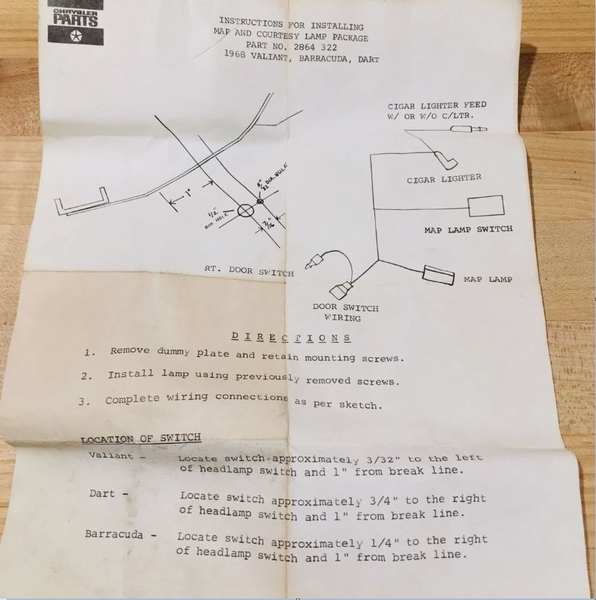 CHRYSLER
PARTS
INSTRUCTIONS FOR INSTALLING
MAP AND COURTESY LAMP PACKAGE
PART NO. 2864 322
1968 VALIANT, BARRACUDA, DART
CIGAR LIGHTER FEED
W/ OR W/O C/LTR.
CIGAR LIGHTER
MAP LAMP SWITCH
MAP LAMP
DOOR SWITCH
WIRING
1"
DIA. HOLE
1/2"
DIA. HOLE
RT. DOOR SWITCH
DIRECTIONS
1. Remove dummy plate and retain mounting screws.
2. Install lamp using previously removed screws.
3. Complete wiring connections as per sketch.
LOCATION OF SWITCH
Valiant - Locate switch approximately 3/32" to the left
of headlamp switch and 1" from break line.
Dart - Locate switch approximately 3/4" to the right
of headlamp switch and 1" from break line.
Barracuda - Locate switch approximately 1/4" to the right
of headlamp switch and 1" from break line.